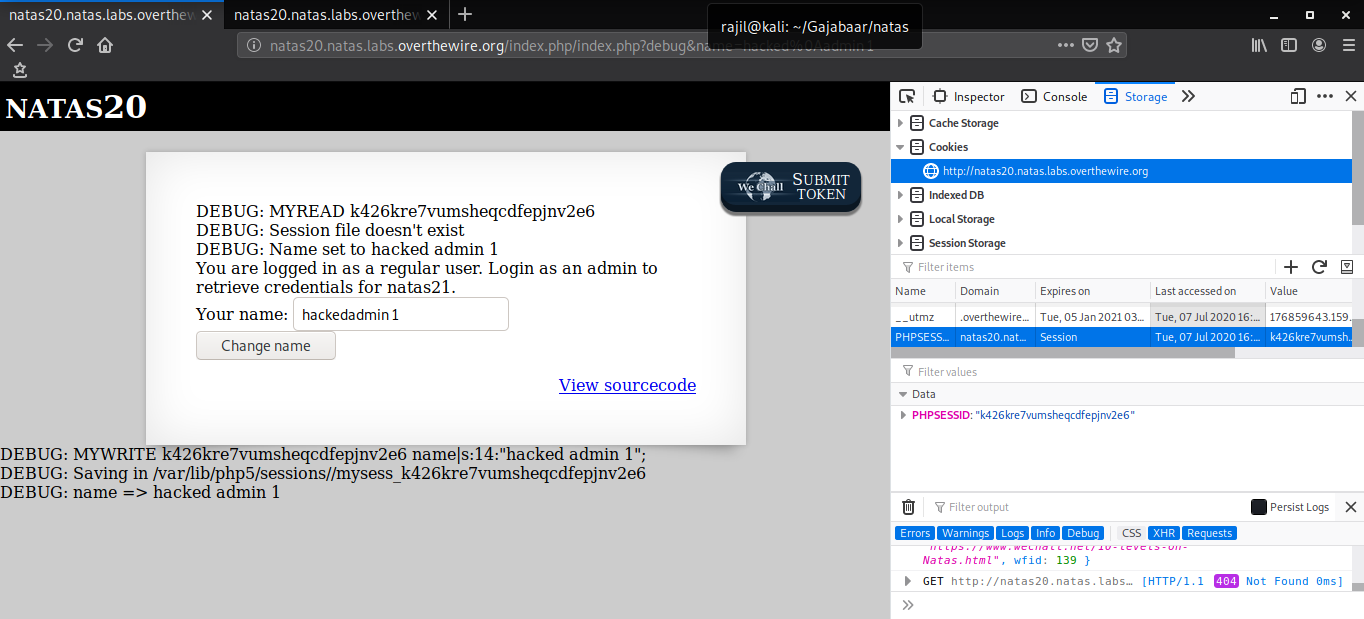 natas20.natas.labs.overthew
natas20.natas.labs.overthe
rajil@kali: ~/Gajabaar/natas
natas20.natas.labs.overthewire.org/index.php/index.php?debug&name=hacked%0Aadmin 1
NATAS20
We Chall
SUBMIT
TOKEN
DEBUG: MYREAD k426kre7vumsheqcdfepjnv2e6
DEBUG: Session file doesn't exist
DEBUG: Name set to hacked admin 1
You are logged in as a regular user. Login as an admin to
retrieve credentials for natas21.
Your name: hackedadmin 1
Change name
View sourcecode
DEBUG: MYWRITE k426kre7vumsheqcdfepjnv2e6 name|s:14:"hacked admin 1";
DEBUG: Saving in /var/lib/php5/sessions//mysess_k426kre7vumsheqcdfepjnv2e6
DEBUG: name => hacked admin 1
Inspector Console Storage
Cache Storage
Cookies
http://natas20.natas.labs.overthewire.org
Indexed DB
Local Storage
Session Storage
Filter items
Name Domain Expires on Last accessed on Value
__utmz .overthewire... Tue, 05 Jan 2021 03... Tue, 07 Jul 2020 16:... 176859643.159...
PHPSESS... natas20.nat... Session Tue, 07 Jul 2020 16:... k426kre7vumsh...
Filter values
Data
PHPSESSID: "k426kre7vumsheqcdfepjnv2e6"
Filter output
Persist Logs
Errors Warnings Logs Info Debug CSS XHR Requests
"https://www.wechall.net/10-levels-on-
Natas.html", wfid: 139 }
GET http://natas20.natas.labs… [HTTP/1.1 404 Not Found 0ms]